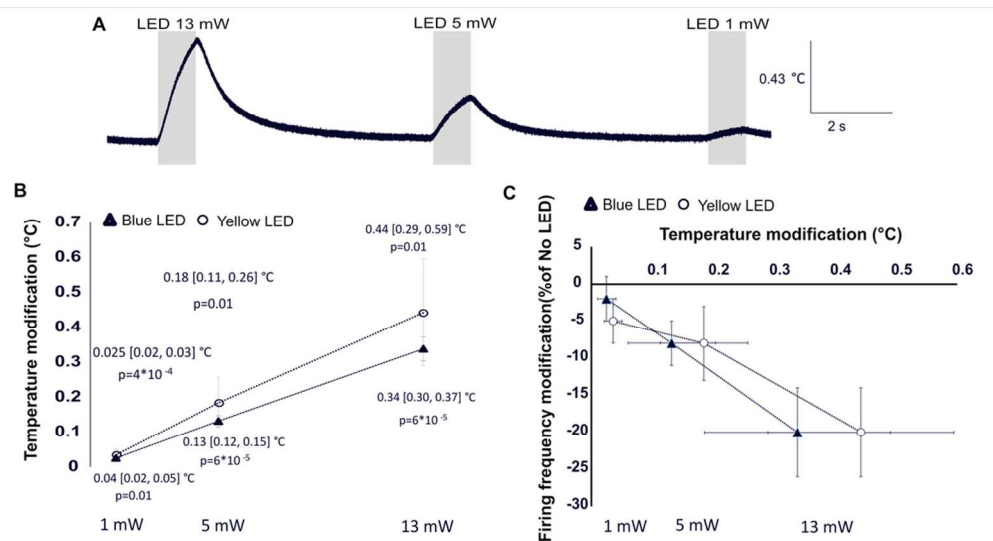 A
LED 13 mW
LED 5 mW
LED 1 mW
0.43 °C
2 s
B
▲ Blue LED ○ Yellow LED
Temperature modification (°C)
0.7
0.6
0.5
0.4
0.3
0.2
0.1
0
0.44 [0.29, 0.59] °C
p=0.01
0.18 [0.11, 0.26] °C
p=0.01
0.025 [0.02, 0.03] °C
p=4*10 -4
0.34 [0.30, 0.37] °C
p=6*10 -5
0.13 [0.12, 0.15] °C
p=6*10 -5
0.04 [0.02, 0.05] °C
p=0.01
1 mW
5 mW
13 mW
C
▲ Blue LED ○ Yellow LED
Temperature modification (°C)
0.1 0.2 0.3 0.4 0.5 0.6
Firing frequency modification(%of No LED)
5
0
-5
-10
-15
-20
-25
-30
1 mW
5 mW
13 mW